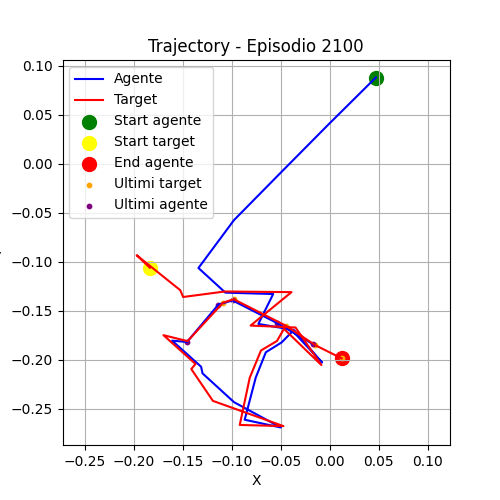 Trajectory - Episodio 2100
Agente
Target
Start agente
Start target
End agente
Ultimi target
Ultimi agente
0.10
0.05
0.00
−0.05
−0.10
−0.15
−0.20
−0.25
−0.25
−0.20
−0.15
−0.10
−0.05
0.00
0.05
0.10
X